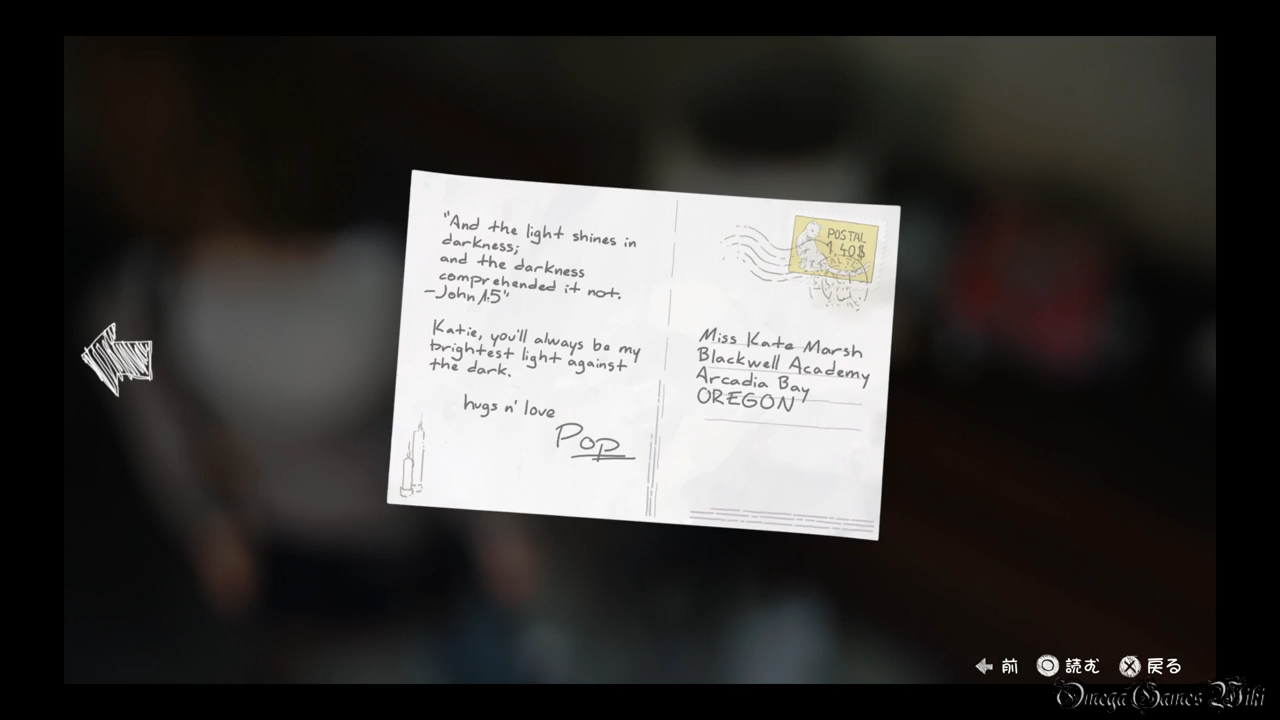 "And the light shines in
darkness;
and the darkness
comprehended it not.
-John 1:5"
Katie, you'll always be my
brightest light against
the dark.
hugs n' love
Pop
POSTAL
1,40$
Miss Kate Marsh
Blackwell Academy
Arcadia Bay
OREGON
前 読む 戻る
Omega Games Wiki